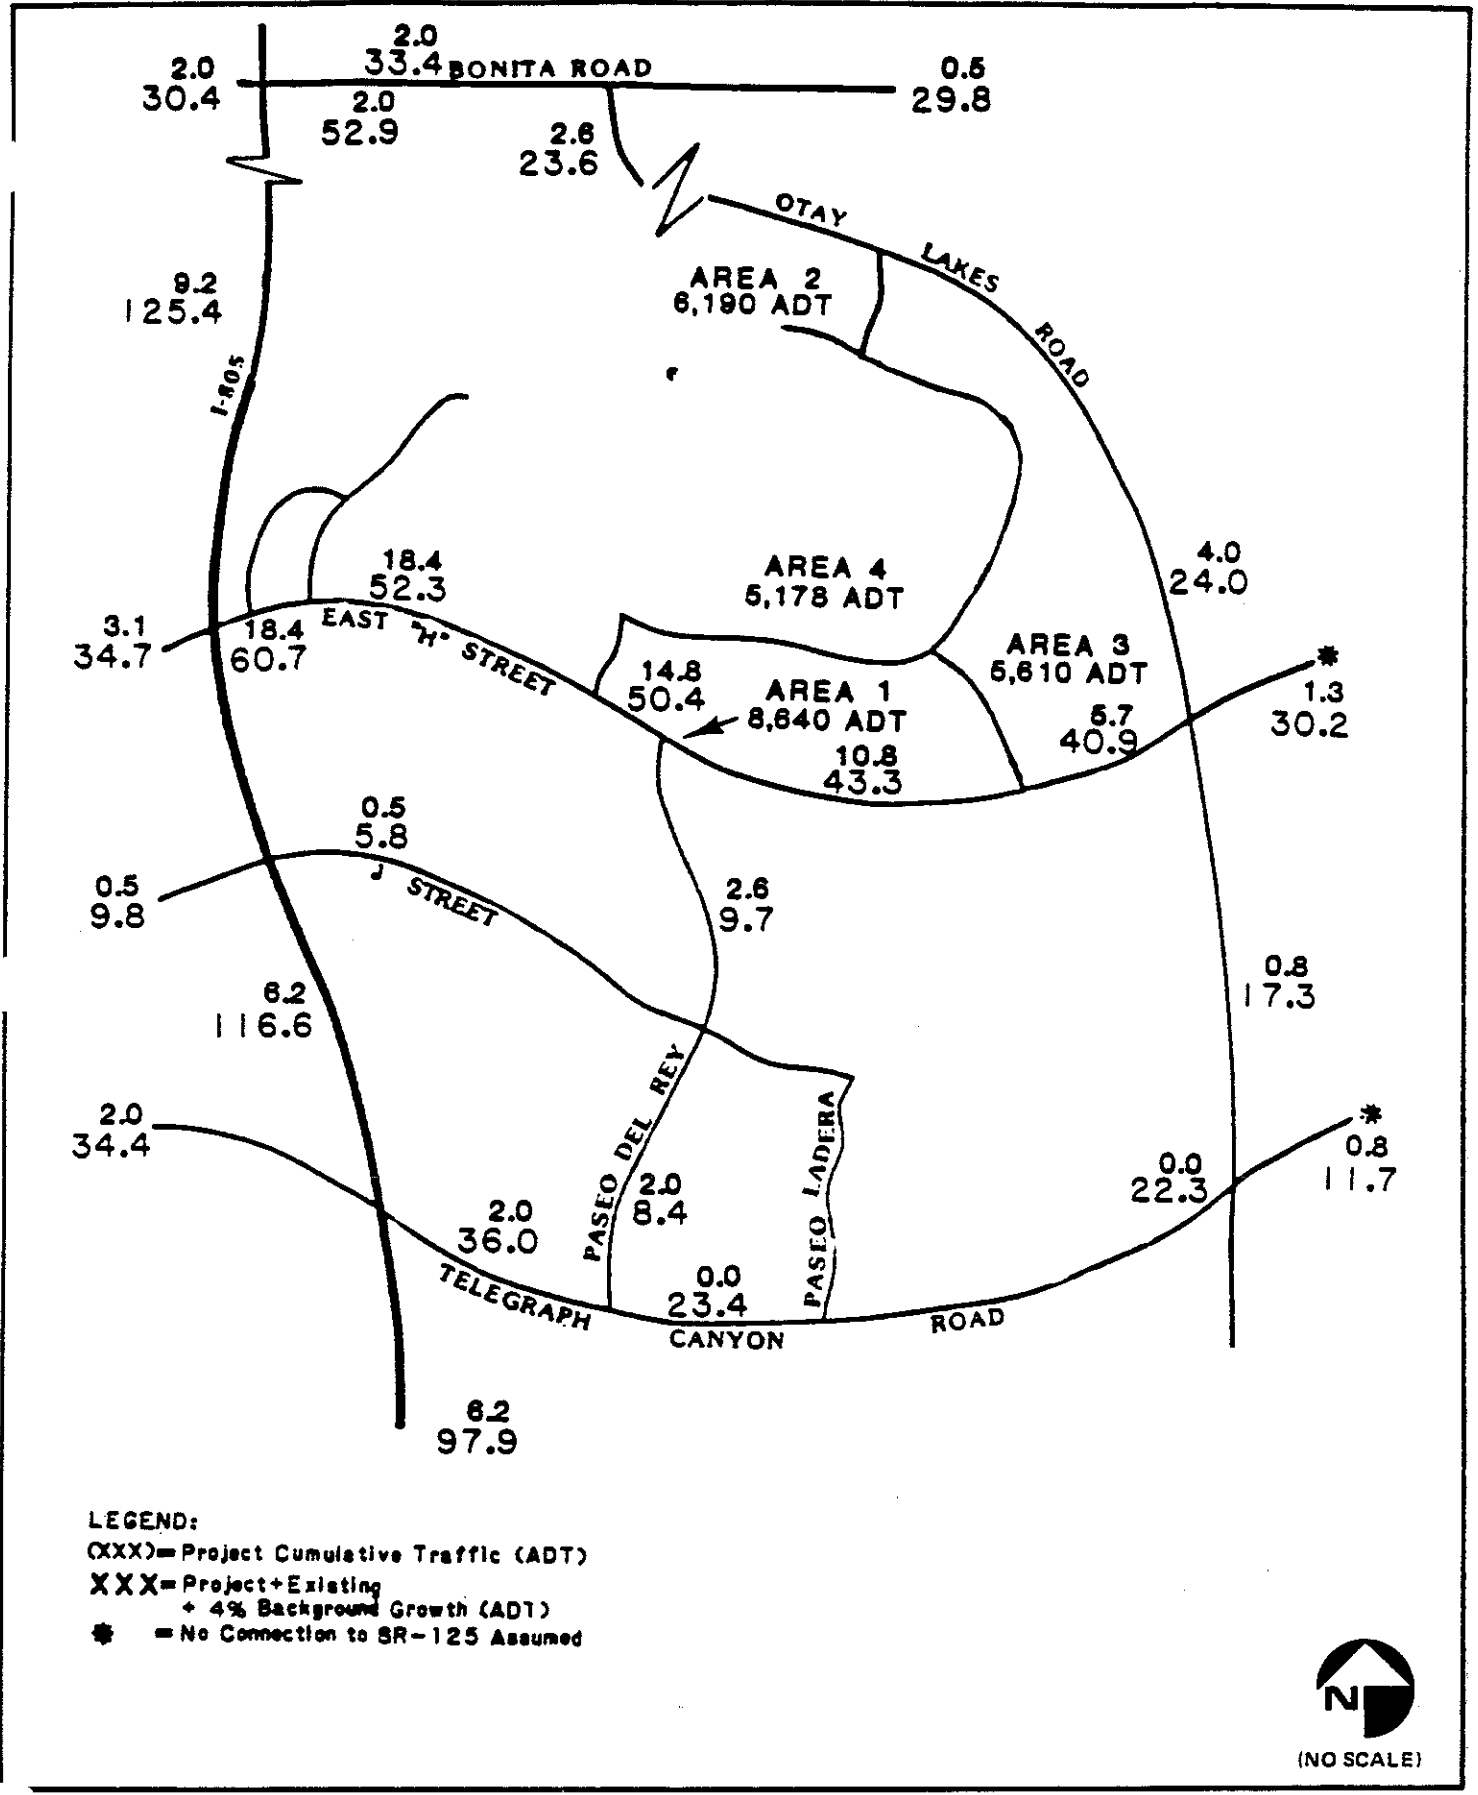 2.0
33.4
BONITA ROAD
2.0
30.4
0.5
29.8
2.0
52.9
2.6
23.6
OTAY
LAKES
ROAD
AREA 2
6,190 ADT
9.2
125.4
I-805
18.4
52.3
AREA 4
5,178 ADT
4.0
24.0
3.1
34.7
18.4
60.7
EAST "H" STREET
14.8
50.4
AREA 1
8,640 ADT
AREA 3
5,610 ADT
5.7
40.9
*
1.3
30.2
10.8
43.3
0.5
5.8
J STREET
0.5
9.8
2.6
9.7
6.2
116.6
0.8
17.3
2.0
34.4
PASEO DEL REY
2.0
8.4
PASEO LADERA
0.0
22.3
*
0.8
11.7
2.0
36.0
0.0
23.4
TELEGRAPH
CANYON
ROAD
6.2
97.9
LEGEND:
(XXX)= Project Cumulative Traffic (ADT)
XXX= Project+Existing
+ 4% Background Growth (ADT)
* = No Connection to SR-125 Assumed
N
(NO SCALE)